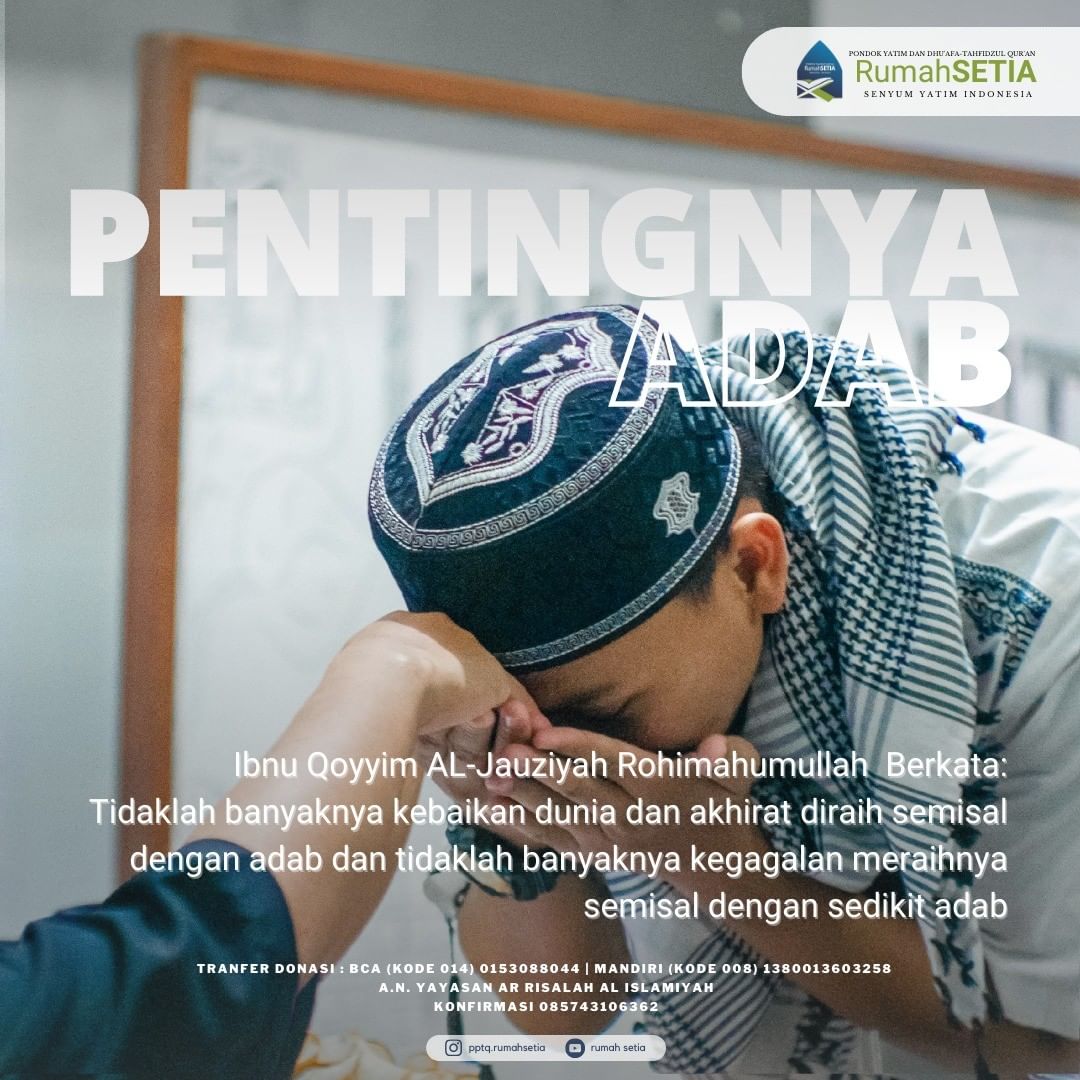 PONDOK YATIM DAN DHU'AFA-TAHFIDZUL QUR'AN
RumahSETIA
SENYUM YATIM INDONESIA
PENTINGNYA
ADAB
Ibnu Qoyyim AL-Jauziyah Rohimahumullah Berkata:
Tidaklah banyaknya kebaikan dunia dan akhirat diraih semisal
dengan adab dan tidaklah banyaknya kegagalan meraihnya
semisal dengan sedikit adab
TRANFER DONASI : BCA (KODE 014) 0153088044 | MANDIRI (KODE 008) 1380013603258
A.N. YAYASAN AR RISALAH AL ISLAMIYAH
KONFIRMASI 085743106362
pptq.rumahsetia rumah setia